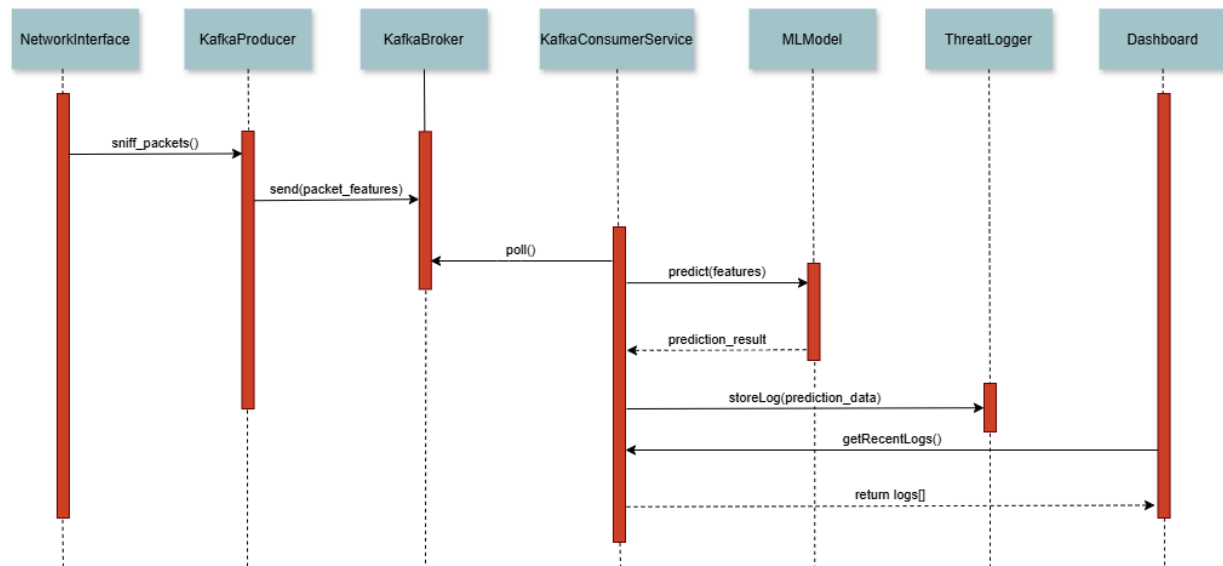 NetworkInterface
KafkaProducer
KafkaBroker
KafkaConsumerService
MLModel
ThreatLogger
Dashboard
sniff_packets()
send(packet_features)
poll()
predict(features)
prediction_result
storeLog(prediction_data)
getRecentLogs()
return logs[]